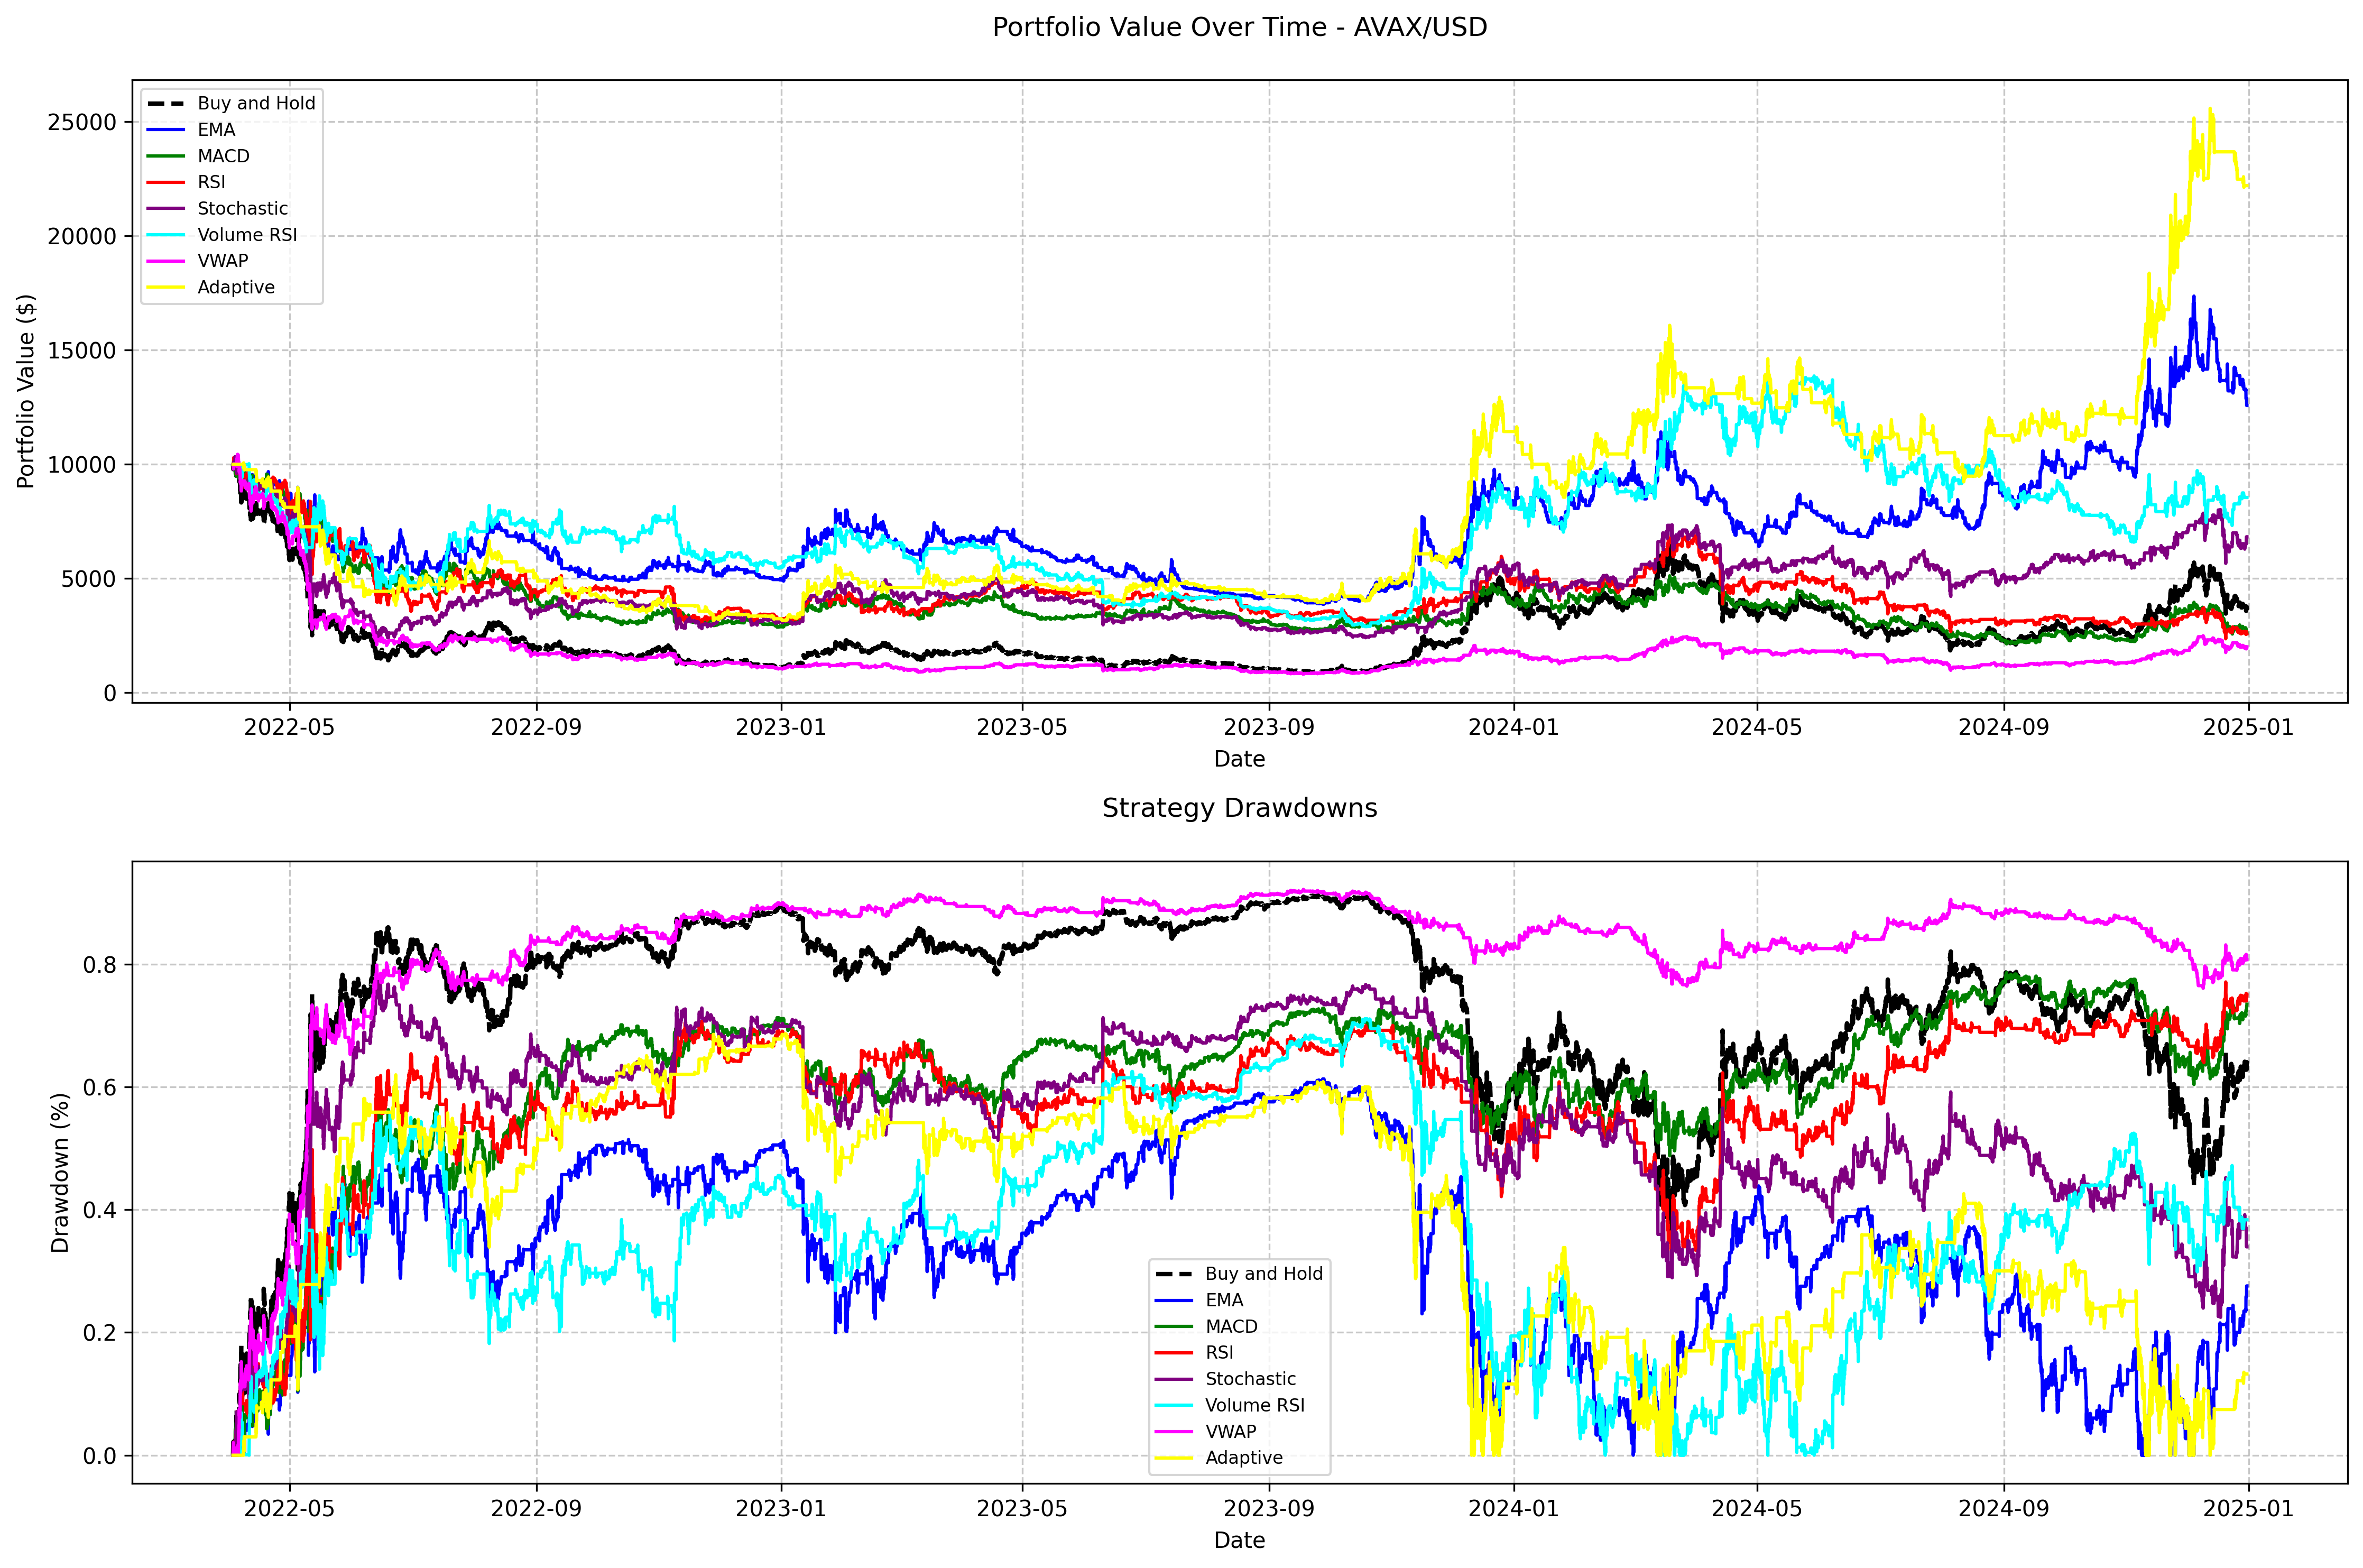 Portfolio Value Over Time - AVAX/USD
Portfolio Value ($)
25000
20000
15000
10000
5000
0
Buy and Hold
EMA
MACD
RSI
Stochastic
Volume RSI
VWAP
Adaptive
2022-05 2022-09 2023-01 2023-05 2023-09 2024-01 2024-05 2024-09 2025-01
Date
Strategy Drawdowns
Drawdown (%)
0.8
0.6
0.4
0.2
0.0
Buy and Hold
EMA
MACD
RSI
Stochastic
Volume RSI
VWAP
Adaptive
2022-05 2022-09 2023-01 2023-05 2023-09 2024-01 2024-05 2024-09 2025-01
Date